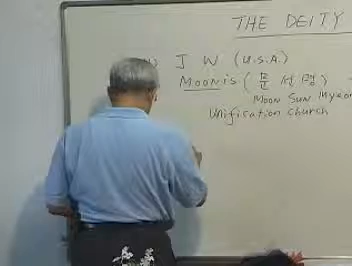 THE DEITY
J W (U.S.A.)
Moonis (문선명)
Moon Sun Myeon
Unification church